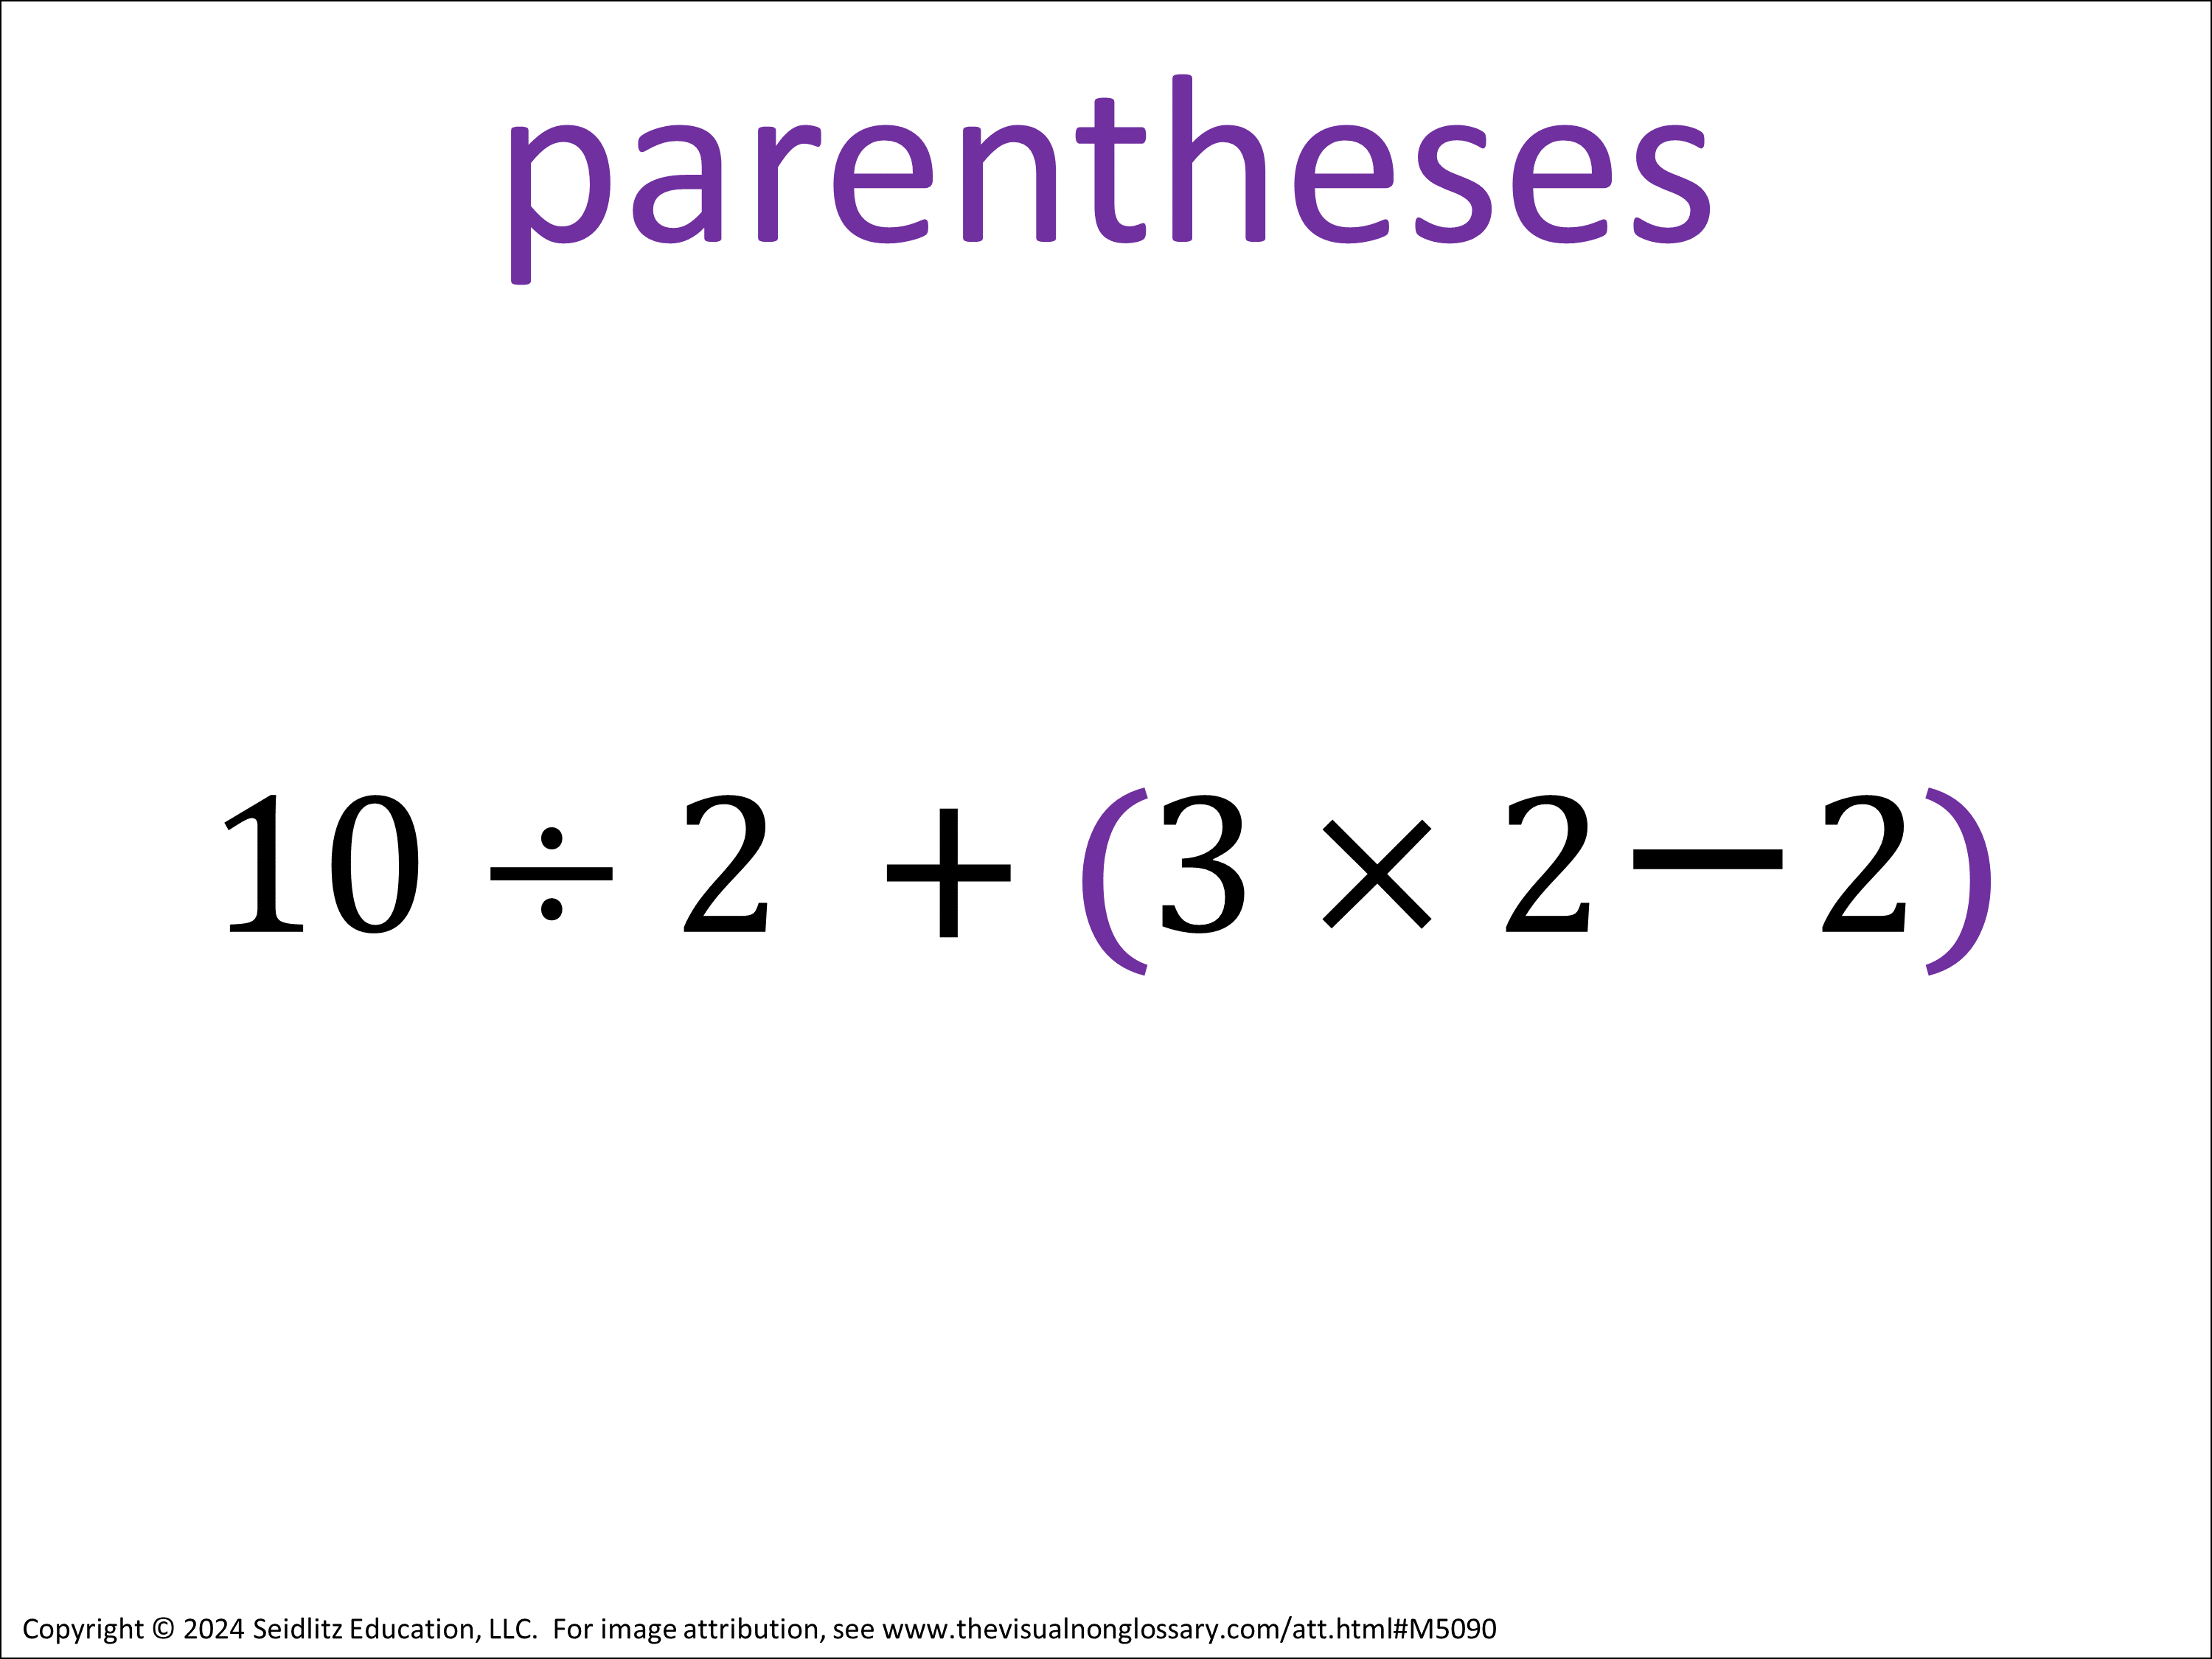 parentheses
10 ÷ 2 + (3 × 2 − 2)
Copyright © 2024 Seidlitz Education, LLC.  For image attribution, see www.thevisualnonglossary.com/att.html#M5090